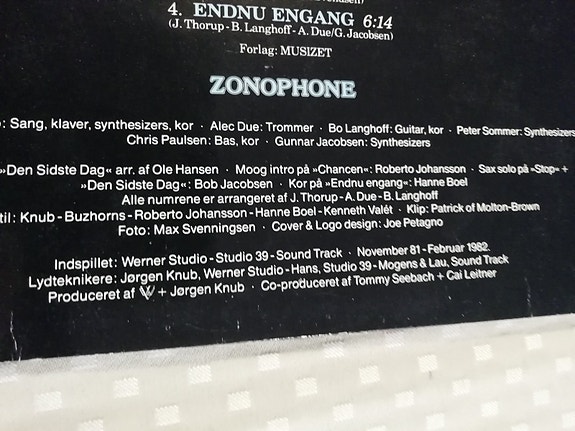 4. ENDNU ENGANG 6:14
(J. Thorup - B. Langhoff - A. Due/G. Jacobsen)
Forlag: MUSIZET
ZONOPHONE
: Sang, klaver, synthesizers, kor · Alec Due: Trommer · Bo Langhoff: Guitar, kor · Peter Sommer: Synthesizers
Chris Paulsen: Bas, kor · Gunnar Jacobsen: Synthesizers
»Den Sidste Dag« arr. af Ole Hansen · Moog intro på »Chancen«: Roberto Johansson · Sax solo på »Stop« +
»Den Sidste Dag«: Bob Jacobsen · Kor på »Endnu engang«: Hanne Boel
Alle numrene er arrangeret af J. Thorup - A. Due - B. Langhoff
til: Knub - Buzhorns - Roberto Johansson - Hanne Boel - Kenneth Valét · Klip: Patrick of Molton-Brown
Foto: Max Svenningsen · Cover & Logo design: Joe Petagno
Indspillet: Werner Studio - Studio 39 - Sound Track · November 81 - Februar 1982.
Lydteknikere: Jørgen Knub, Werner Studio - Hans, Studio 39 - Mogens & Lau, Sound Track
Produceret af + Jørgen Knub · Co-produceret af Tommy Seebach + Cai Leitner